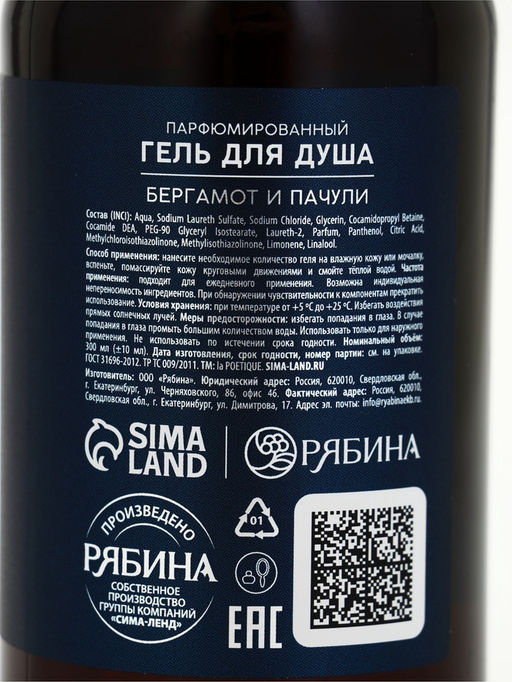 ПАРФЮМИРОВАННЫЙ
ГЕЛЬ ДЛЯ ДУША
БЕРГАМОТ И ПАЧУЛИ
Состав (INCI): Aqua, Sodium Laureth Sulfate, Sodium Chloride, Glycerin, Cocamidopropyl Betaine,
Cocamide DEA, PEG-90 Glyceryl Isostearate, Laureth-2, Parfum, Panthenol, Citric Acid,
Methylchloroisothiazolinone, Methylisothiazolinone, Limonene, Linalool.
Способ применения: нанесите необходимое количество геля на влажную кожу или мочалку,
вспеньте, помассируйте кожу круговыми движениями и смойте тёплой водой. Частота
применения: подходит для ежедневного применения. Возможна индивидуальная
непереносимость ингредиентов. При обнаружении чувствительности к компонентам прекратить
использование. Условия хранения: при температуре от +5 °С до +25 °С. Избегать воздействия
прямых солнечных лучей. Меры предосторожности: избегать попадания в глаза. В случае
попадания в глаза промыть большим количеством воды. Использовать только для наружного
применения. Не использовать по истечении срока годности. Номинальный объём:
300 мл (±10 мл). Дата изготовления, срок годности, номер партии: см. на упаковке.
ГОСТ 31696-2012. ТР ТС 009/2011. ТМ: la POETIQUE. SIMA-LAND.RU
Изготовитель: ООО «Рябина». Юридический адрес: Россия, 620010, Свердловская обл.,
г. Екатеринбург, ул. Черняховского, 86, офис 46. Фактический адрес: Россия, 620010,
Свердловская обл., г. Екатеринбург, ул. Димитрова, 17. Адрес эл. почты: info@ryabinaekb.ru
SIMA LAND
РЯБИНА
ПРОИЗВЕДЕНО
РЯБИНА
СОБСТВЕННОЕ
ПРОИЗВОДСТВО
ГРУППЫ КОМПАНИЙ
«СИМА-ЛЕНД»
01
EAC